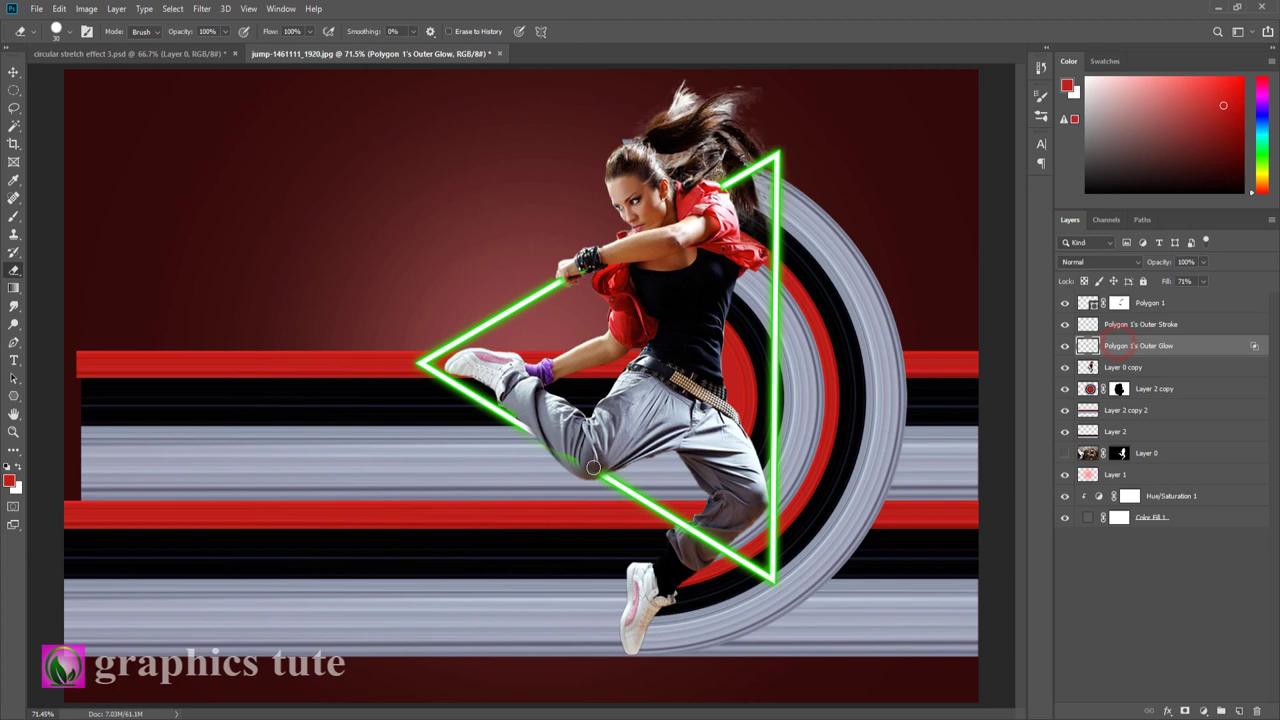 Ps File Edit Image Layer Type Select Filter 3D View Window Help
30 Mode: Brush Opacity: 100% Flow: 100% Smoothing: 0% Erase to History
circular stretch effect 3.psd @ 66.7% (Layer 0, RGB/8#) * × jump-1461111_1920.jpg @ 71.5% (Polygon 1's Outer Glow, RGB/8#) * ×
Color Swatches
Layers Channels Paths
Kind
Normal Opacity: 100%
Lock: Fill: 71%
Polygon 1
Polygon 1's Outer Stroke
Polygon 1's Outer Glow
Layer 0 copy
Layer 2 copy
Layer 2 copy 2
Layer 2
Layer 0
Layer 1
Hue/Saturation 1
Color Fill 1
graphics tute
71.45% Doc: 7.03M/61.1M